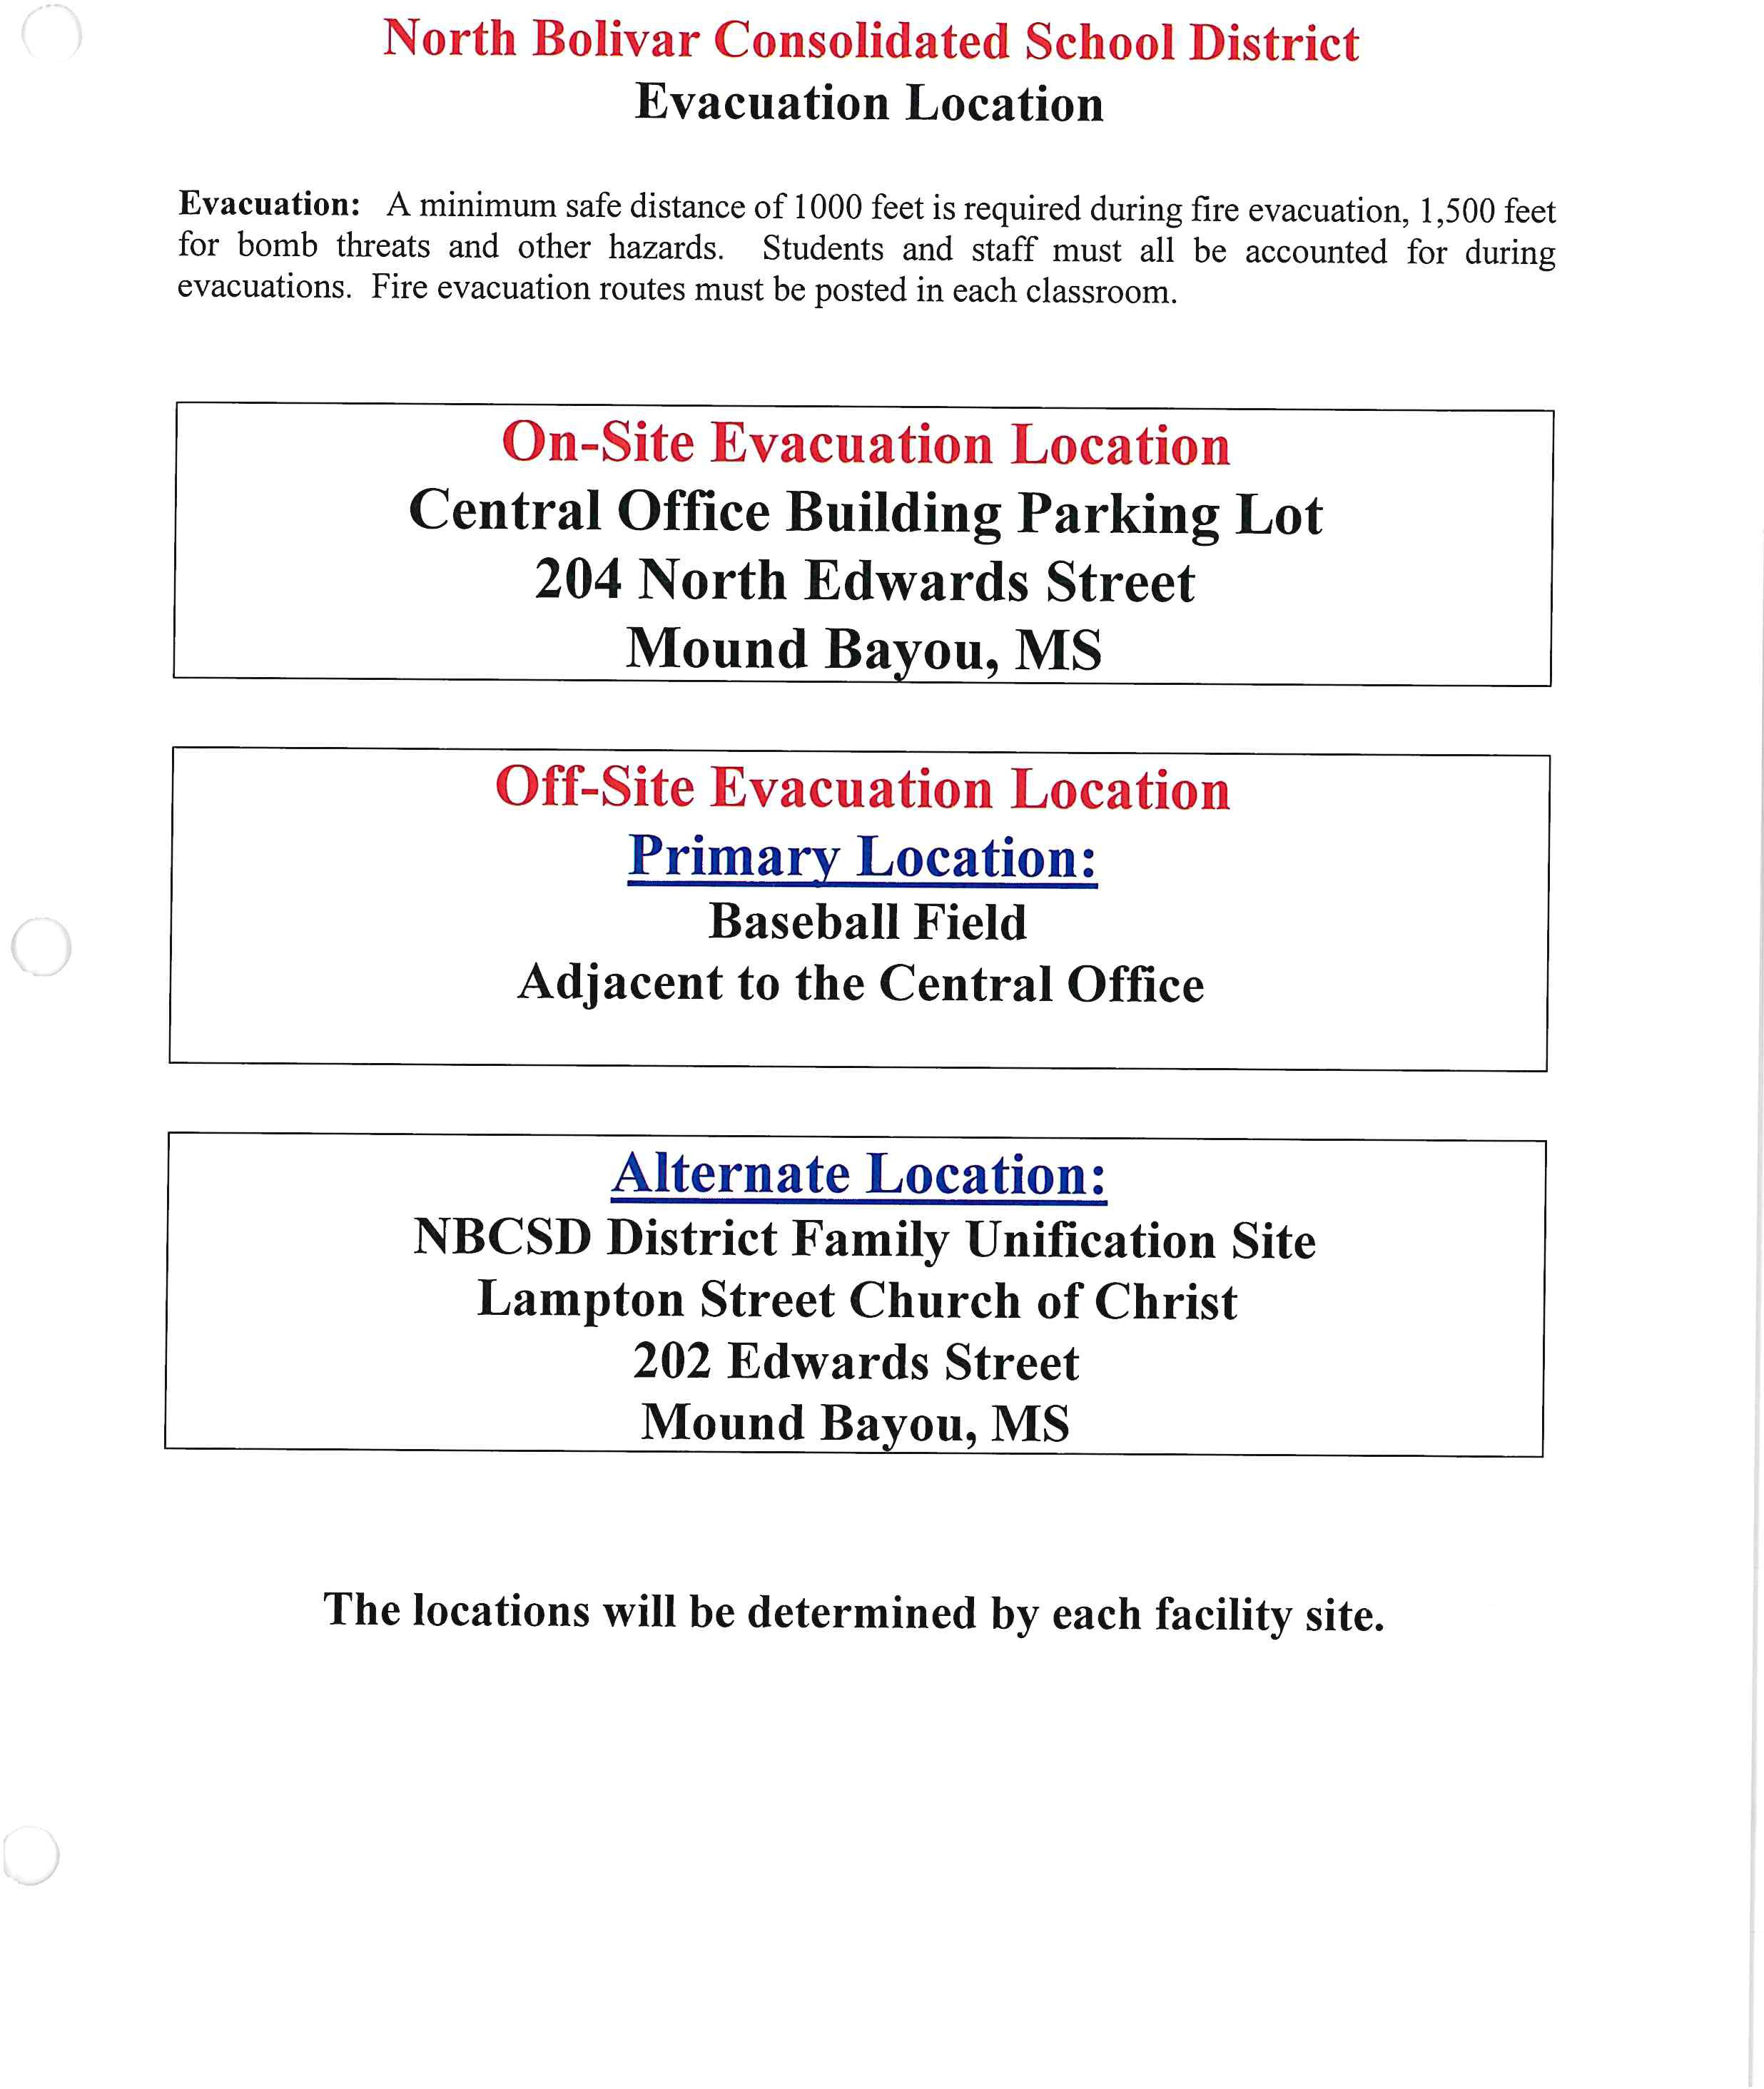 North Bolivar Consolidated School District
Evacuation Location
Evacuation: A minimum safe distance of 1000 feet is required during fire evacuation, 1,500 feet
for bomb threats and other hazards. Students and staff must all be accounted for during
evacuations. Fire evacuation routes must be posted in each classroom.
On-Site Evacuation Location
Central Office Building Parking Lot
204 North Edwards Street
Mound Bayou, MS
Off-Site Evacuation Location
Primary Location:
Baseball Field
Adjacent to the Central Office
Alternate Location:
NBCSD District Family Unification Site
Lampton Street Church of Christ
202 Edwards Street
Mound Bayou, MS
The locations will be determined by each facility site.